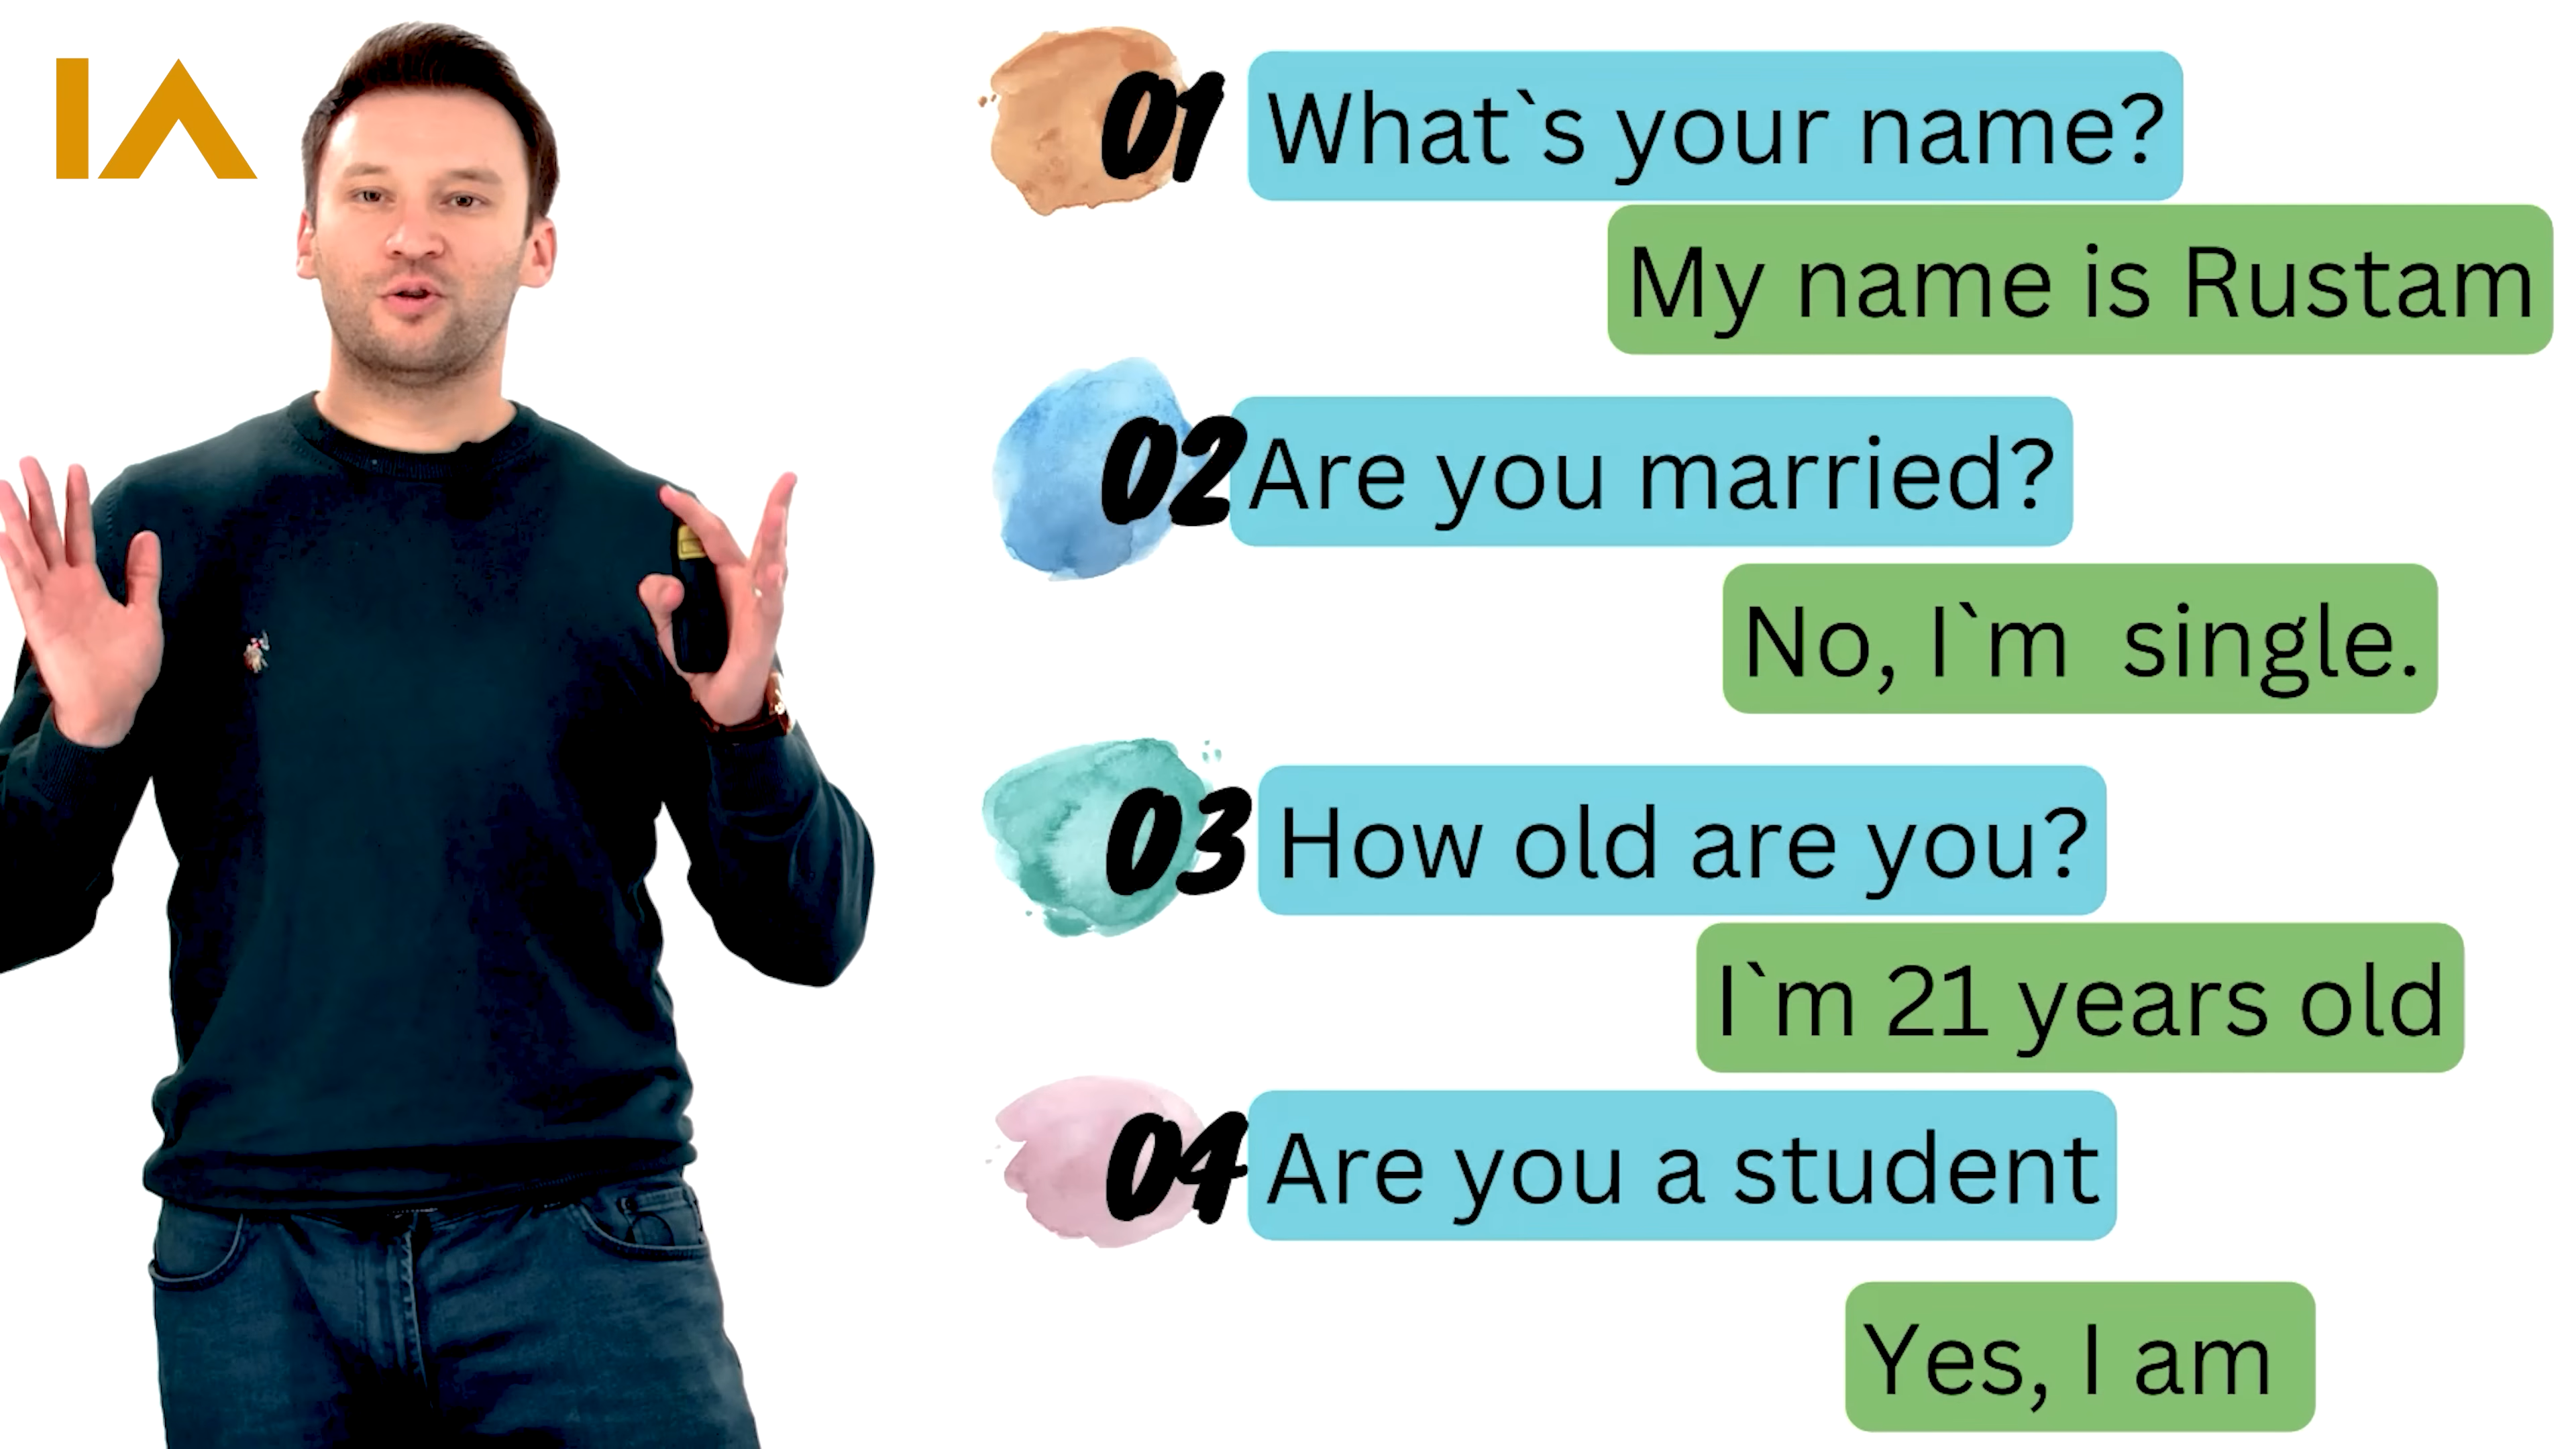 IA
01 What`s your name?
My name is Rustam
02 Are you married?
No, I`m  single.
03 How old are you?
I`m 21 years old
04 Are you a student
Yes, I am